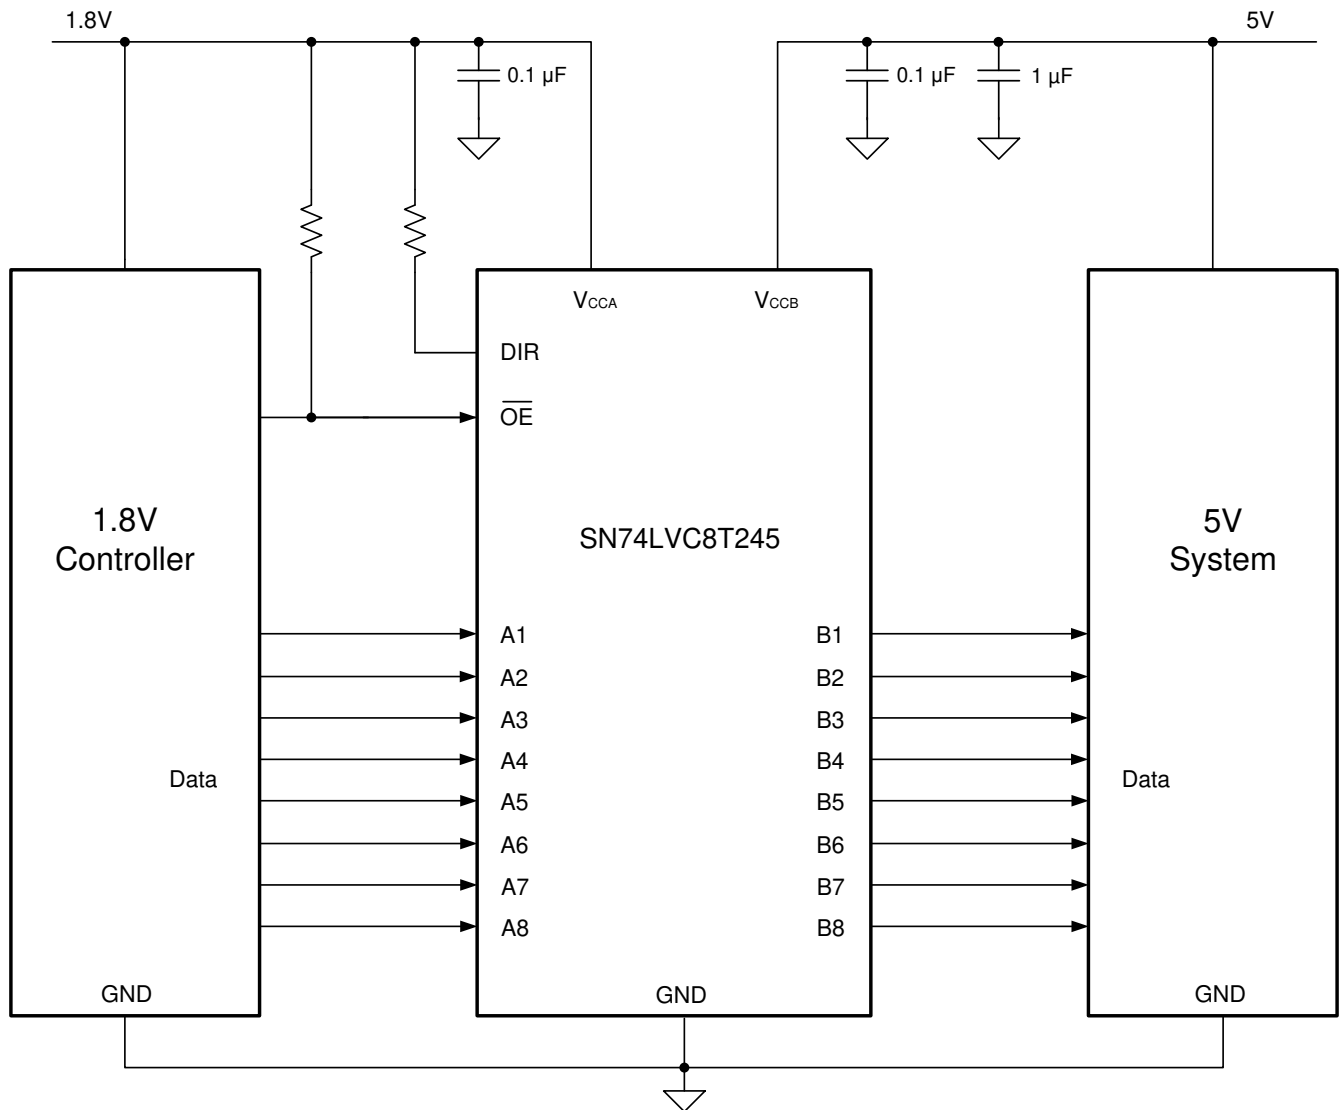 1.8V
5V
0.1 µF
0.1 µF
1 µF
VCCA
VCCB
DIR
OE
1.8V
Controller
SN74LVC8T245
5V
System
A1
B1
A2
B2
A3
B3
A4
B4
Data
Data
A5
B5
A6
B6
A7
B7
A8
B8
GND
GND
GND